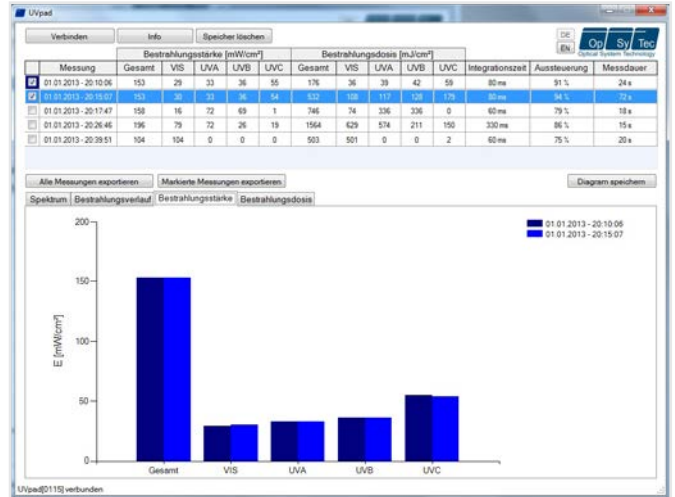 UVpad
Verbinden Info Speicher löschen DE
EN
Op Sy Tec
Optical System Technology
Bestrahlungsstärke [mW/cm²] Bestrahlungsdosis [mJ/cm²]
Messung Gesamt VIS UVA UVB UVC Gesamt VIS UVA UVB UVC Integrationszeit Aussteuerung Messdauer
01.01.2013 - 20:10:06 153 29 33 36 55 176 36 39 42 59 80 ms 91 % 24 s
01.01.2013 - 20:15:07 153 30 33 36 54 532 108 117 128 179 80 ms 94 % 72 s
01.01.2013 - 20:17:47 158 16 72 69 1 746 74 336 336 0 60 ms 79 % 18 s
01.01.2013 - 20:26:46 196 79 72 26 19 1564 629 574 211 150 330 ms 86 % 15 s
01.01.2013 - 20:39:51 104 104 0 0 0 503 501 0 0 2 60 ms 75 % 20 s
Alle Messungen exportieren Markierte Messungen exportieren Diagram speichern
Spektrum Bestrahlungsverlauf Bestrahlungsstärke Bestrahlungsdosis
200
01.01.2013 - 20:10:06
01.01.2013 - 20:15:07
150
E [mW/cm²]
100
50
0
Gesamt VIS UVA UVB UVC
UVpad[0115] verbunden